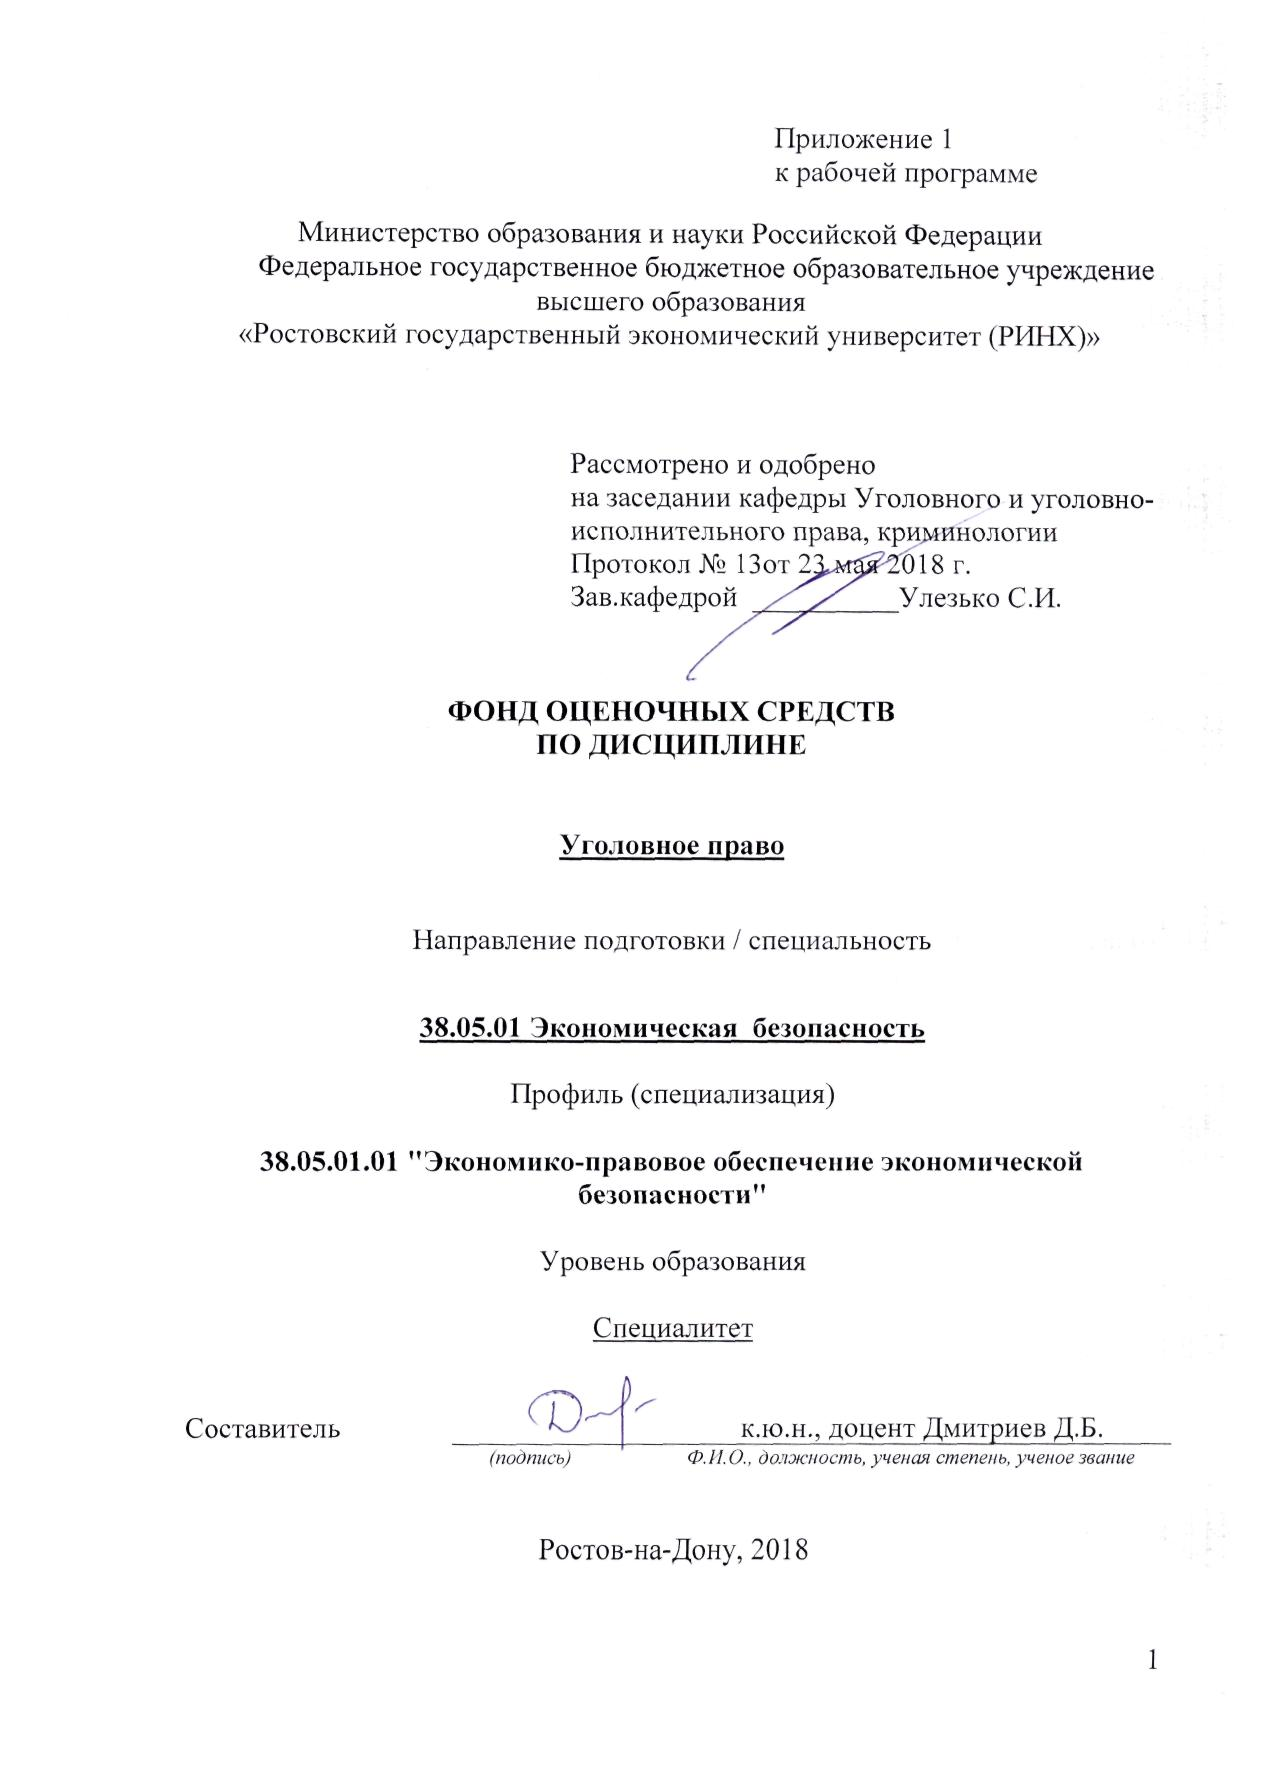 Приложение 1
к рабочей программе
Министерство образования и науки Российской Федерации
Федеральное государственное бюджетное образовательное учреждение
высшего образования
«Ростовский государственный экономический университет (РИНХ)»
Рассмотрено и одобрено
на заседании кафедры Уголовного и уголовно-
исполнительного права, криминологии
Протокол № 13от 23 мая 2018 г.
Зав.кафедрой __________Улезько С.И.
ФОНД ОЦЕНОЧНЫХ СРЕДСТВ
ПО ДИСЦИПЛИНЕ
Уголовное право
Направление подготовки / специальность
38.05.01 Экономическая безопасность
Профиль (специализация)
38.05.01.01 "Экономико-правовое обеспечение экономической
безопасности"
Уровень образования
Специалитет
Составитель к.ю.н., доцент Дмитриев Д.Б.
(подпись) Ф.И.О., должность, ученая степень, ученое звание
Ростов-на-Дону, 2018
1